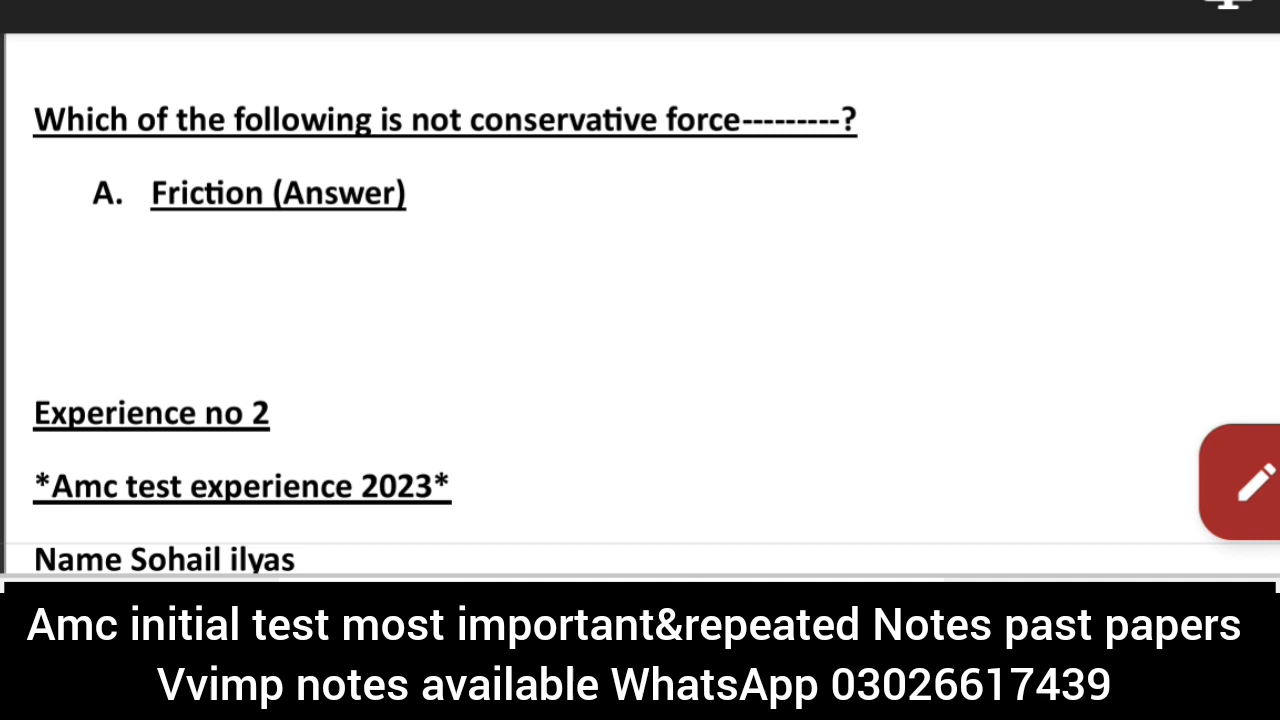 Which of the following is not conservative force---------?
A. Friction (Answer)
Experience no 2
*Amc test experience 2023*
Name Sohail ilyas
Amc initial test most important&repeated Notes past papers
Vvimp notes available WhatsApp 03026617439